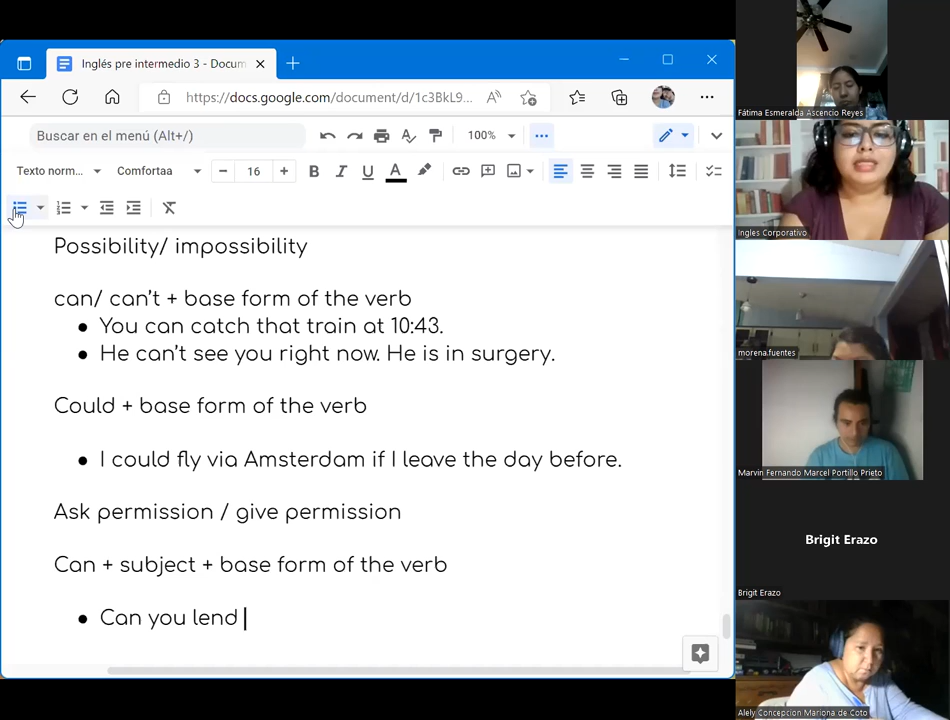 Inglés pre intermedio 3 - Docum
https://docs.google.com/document/d/1c3BkL9...
Buscar en el menú (Alt+/)
100%
Texto norm...
Comfortaa
16
Possibility/ impossibility
can/ can't + base form of the verb
● You can catch that train at 10:43.
● He can't see you right now. He is in surgery.
Could + base form of the verb
● I could fly via Amsterdam if I leave the day before.
Ask permission / give permission
Can + subject + base form of the verb
● Can you lend
Fátima Esmeralda Ascencio Reyes
Ingles Corporativo
morena.fuentes
Marvin Fernando Marcel Portillo Prieto
Brigit Erazo
Brigit Erazo
Alely Concepcion Mariona de Coto